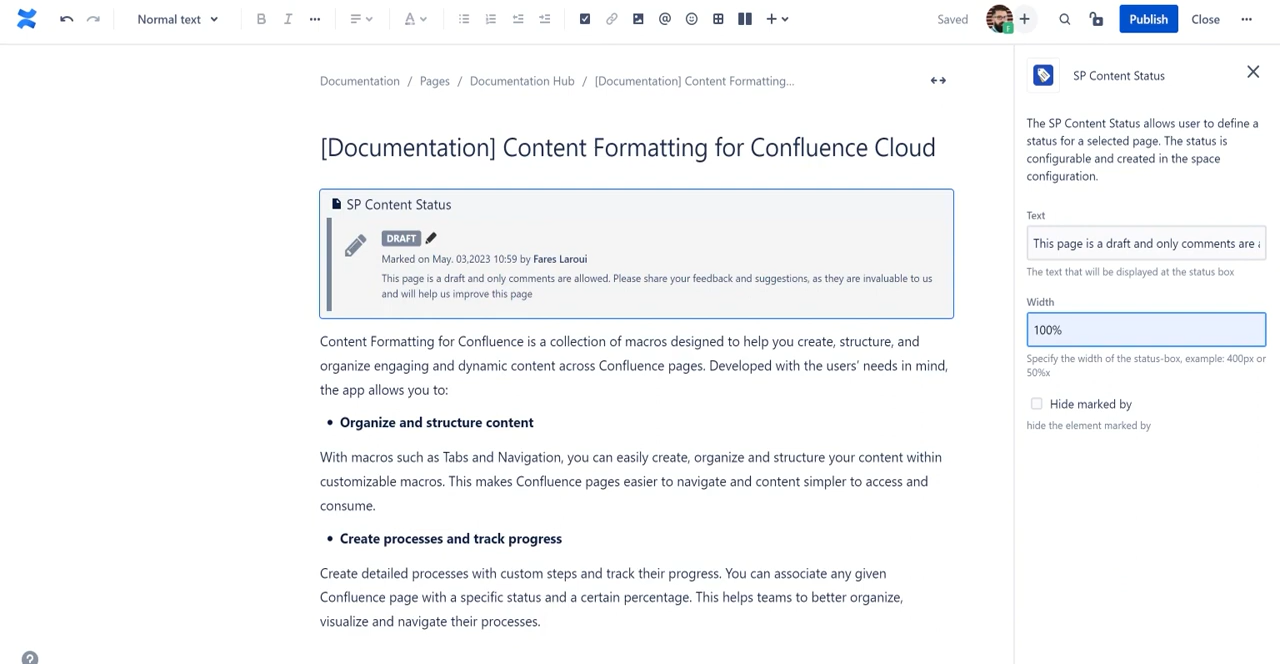 Normal text
B I
A
@
Saved
F
Publish
Close
Documentation / Pages / Documentation Hub / [Documentation] Content Formatting...
[Documentation] Content Formatting for Confluence Cloud
SP Content Status
DRAFT
Marked on May. 03,2023 10:59 by Fares Laroui
This page is a draft and only comments are allowed. Please share your feedback and suggestions, as they are invaluable to us
and will help us improve this page
Content Formatting for Confluence is a collection of macros designed to help you create, structure, and
organize engaging and dynamic content across Confluence pages. Developed with the users' needs in mind,
the app allows you to:
• Organize and structure content
With macros such as Tabs and Navigation, you can easily create, organize and structure your content within
customizable macros. This makes Confluence pages easier to navigate and content simpler to access and
consume.
• Create processes and track progress
Create detailed processes with custom steps and track their progress. You can associate any given
Confluence page with a specific status and a certain percentage. This helps teams to better organize,
visualize and navigate their processes.
?
SP Content Status
The SP Content Status allows user to define a
status for a selected page. The status is
configurable and created in the space
configuration.
Text
This page is a draft and only comments are
The text that will be displayed at the status box
Width
100%
Specify the width of the status-box, example: 400px or
50%x
Hide marked by
hide the element marked by